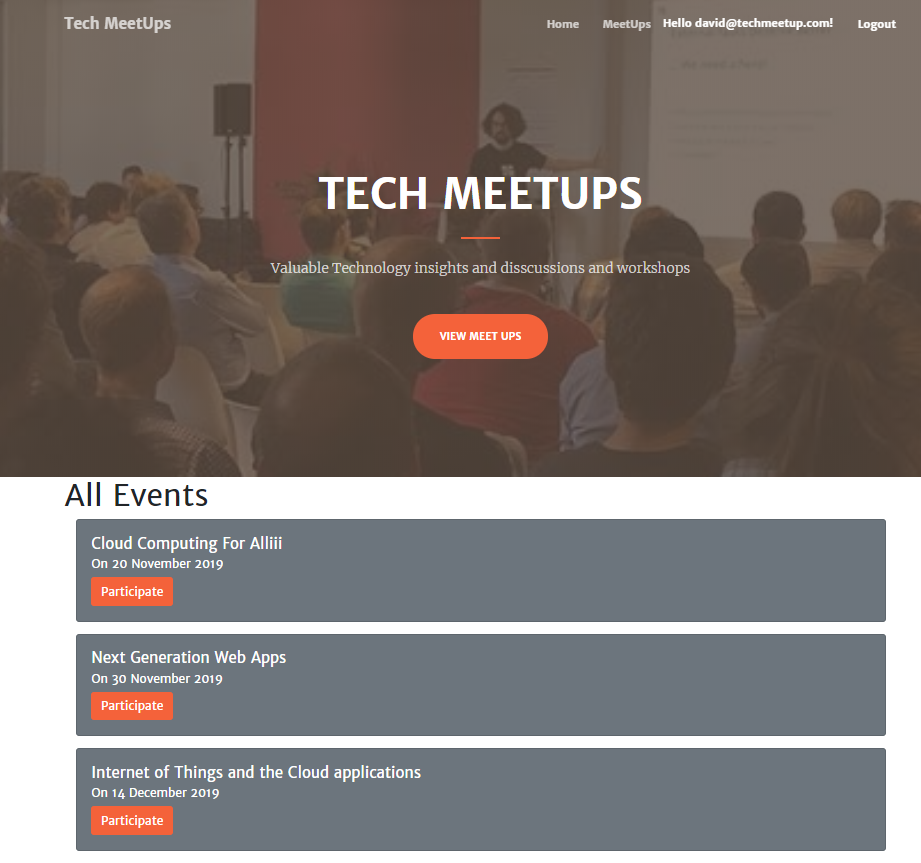 Tech MeetUps
Home MeetUps Hello david@techmeetup.com! Logout
TECH MEETUPS
Valuable Technology insights and disscussions and workshops
VIEW MEET UPS
All Events
Cloud Computing For Alliii
On 20 November 2019
Participate
Next Generation Web Apps
On 30 November 2019
Participate
Internet of Things and the Cloud applications
On 14 December 2019
Participate